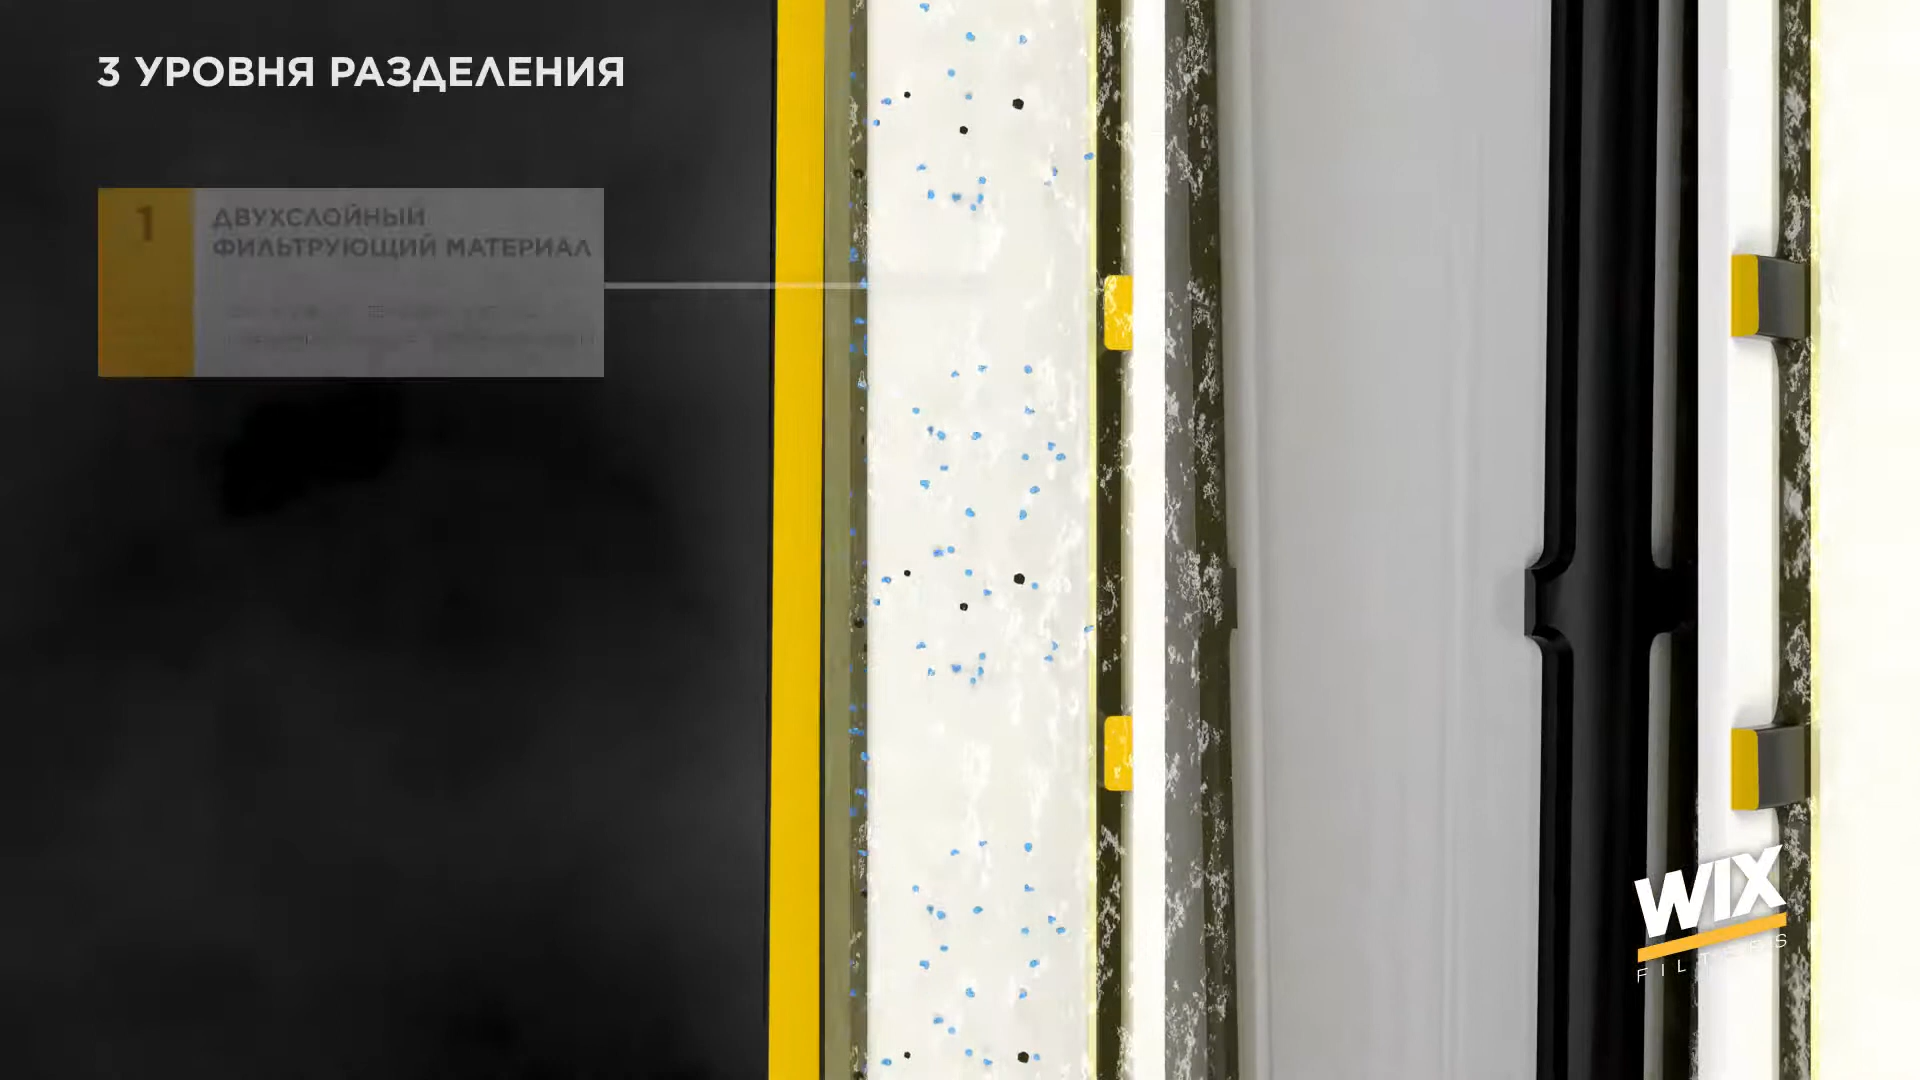 3 УРОВНЯ РАЗДЕЛЕНИЯ
1
ДВУХСЛОЙНЫЙ
ФИЛЬТРУЮЩИЙ МАТЕРИАЛ
WIX
FILTERS